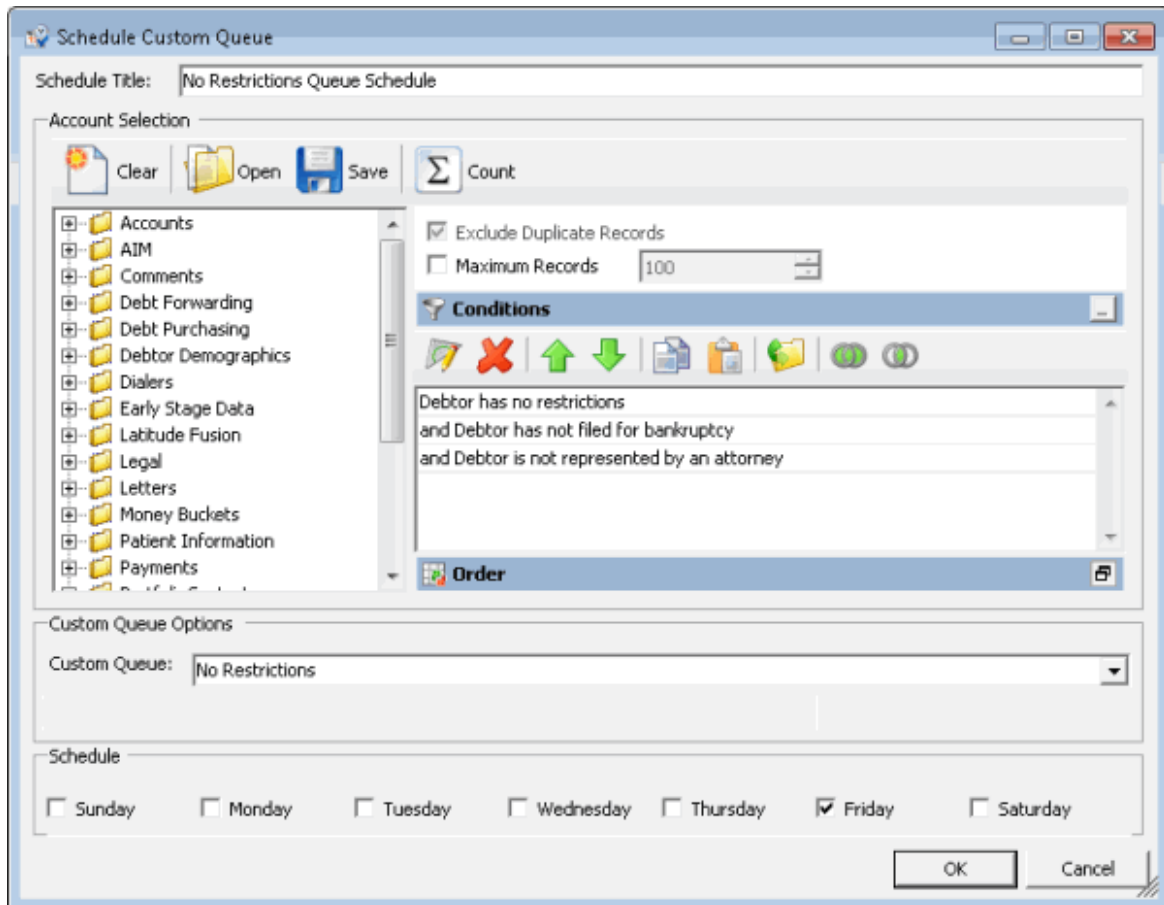 Schedule Custom Queue
Schedule Title: No Restrictions Queue Schedule
Account Selection
Clear Open Save Σ Count
Accounts
AIM
Comments
Debt Forwarding
Debt Purchasing
Debtor Demographics
Dialers
Early Stage Data
Latitude Fusion
Legal
Letters
Money Buckets
Patient Information
Payments
Exclude Duplicate Records
Maximum Records 100
Conditions
Debtor has no restrictions
and Debtor has not filed for bankruptcy
and Debtor is not represented by an attorney
Order
Custom Queue Options
Custom Queue: No Restrictions
Schedule
Sunday Monday Tuesday Wednesday Thursday Friday Saturday
OK Cancel